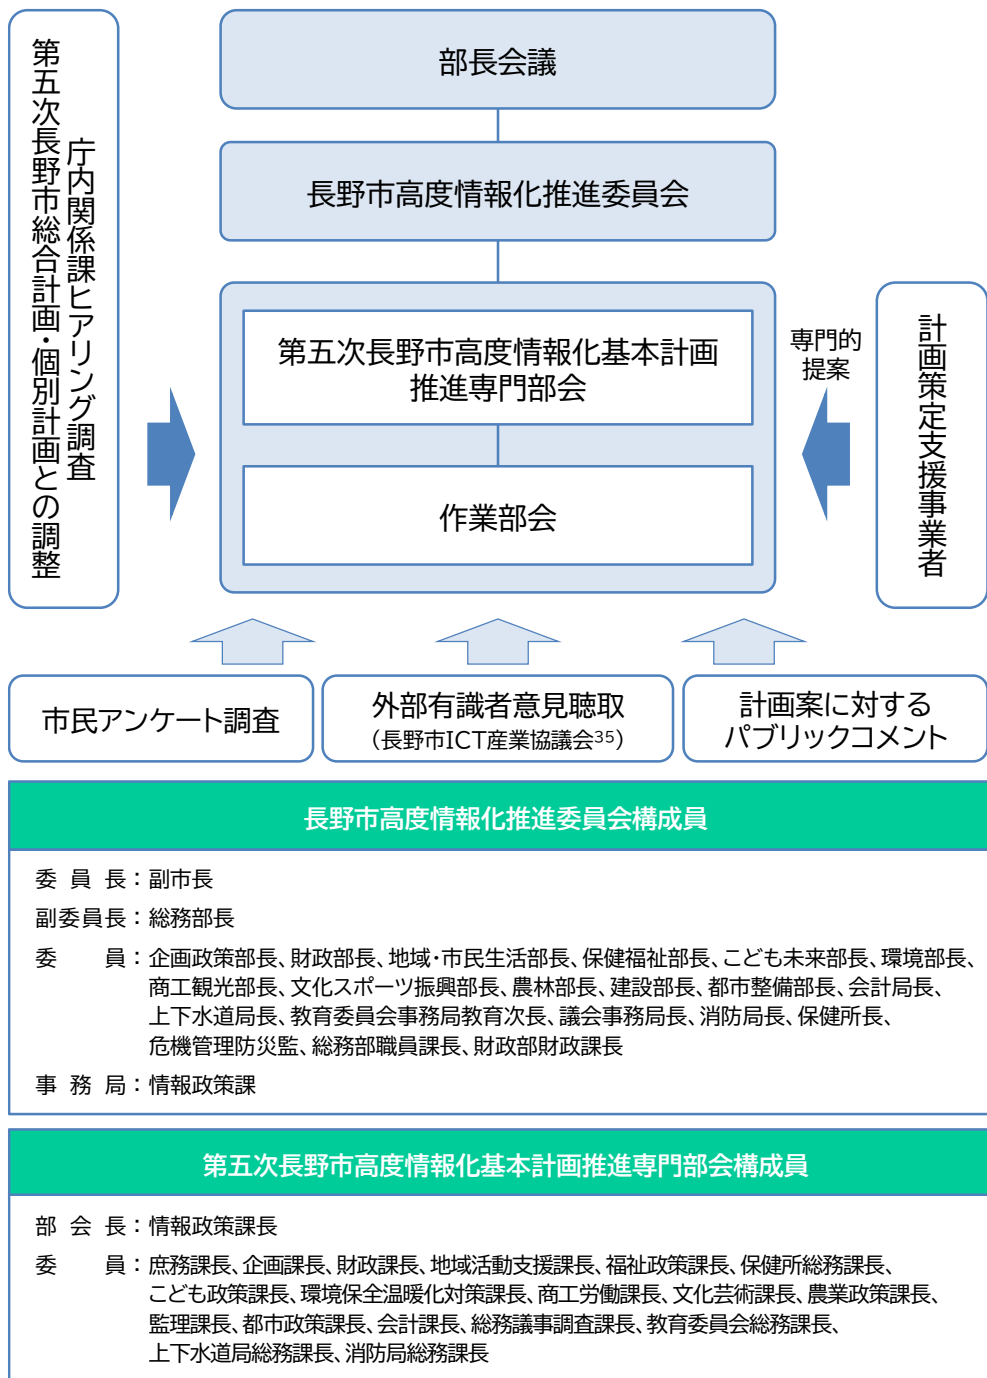 部長会議
長野市高度情報化推進委員会
第五次長野市高度情報化基本計画
推進専門部会
作業部会
庁内関係課ヒアリング調査
第五次長野市総合計画・個別計画との調整
専門的
提案
計画策定支援事業者
市民アンケート調査
外部有識者意見聴取
（長野市ICT産業協議会35）
計画案に対する
パブリックコメント
長野市高度情報化推進委員会構成員
委員長：副市長
副委員長：総務部長
委員：企画政策部長、財政部長、地域・市民生活部長、保健福祉部長、こども未来部長、環境部長、
商工観光部長、文化スポーツ振興部長、農林部長、建設部長、都市整備部長、会計局長、
上下水道局長、教育委員会事務局教育次長、議会事務局長、消防局長、保健所長、
危機管理防災監、総務部職員課長、財政部財政課長
事務局：情報政策課
第五次長野市高度情報化基本計画推進専門部会構成員
部会長：情報政策課長
委員：庶務課長、企画課長、財政課長、地域活動支援課長、福祉政策課長、保健所総務課長、
こども政策課長、環境保全温暖化対策課長、商工労働課長、文化芸術課長、農業政策課長、
監理課長、都市政策課長、会計課長、総務議事調査課長、教育委員会総務課長、
上下水道局総務課長、消防局総務課長